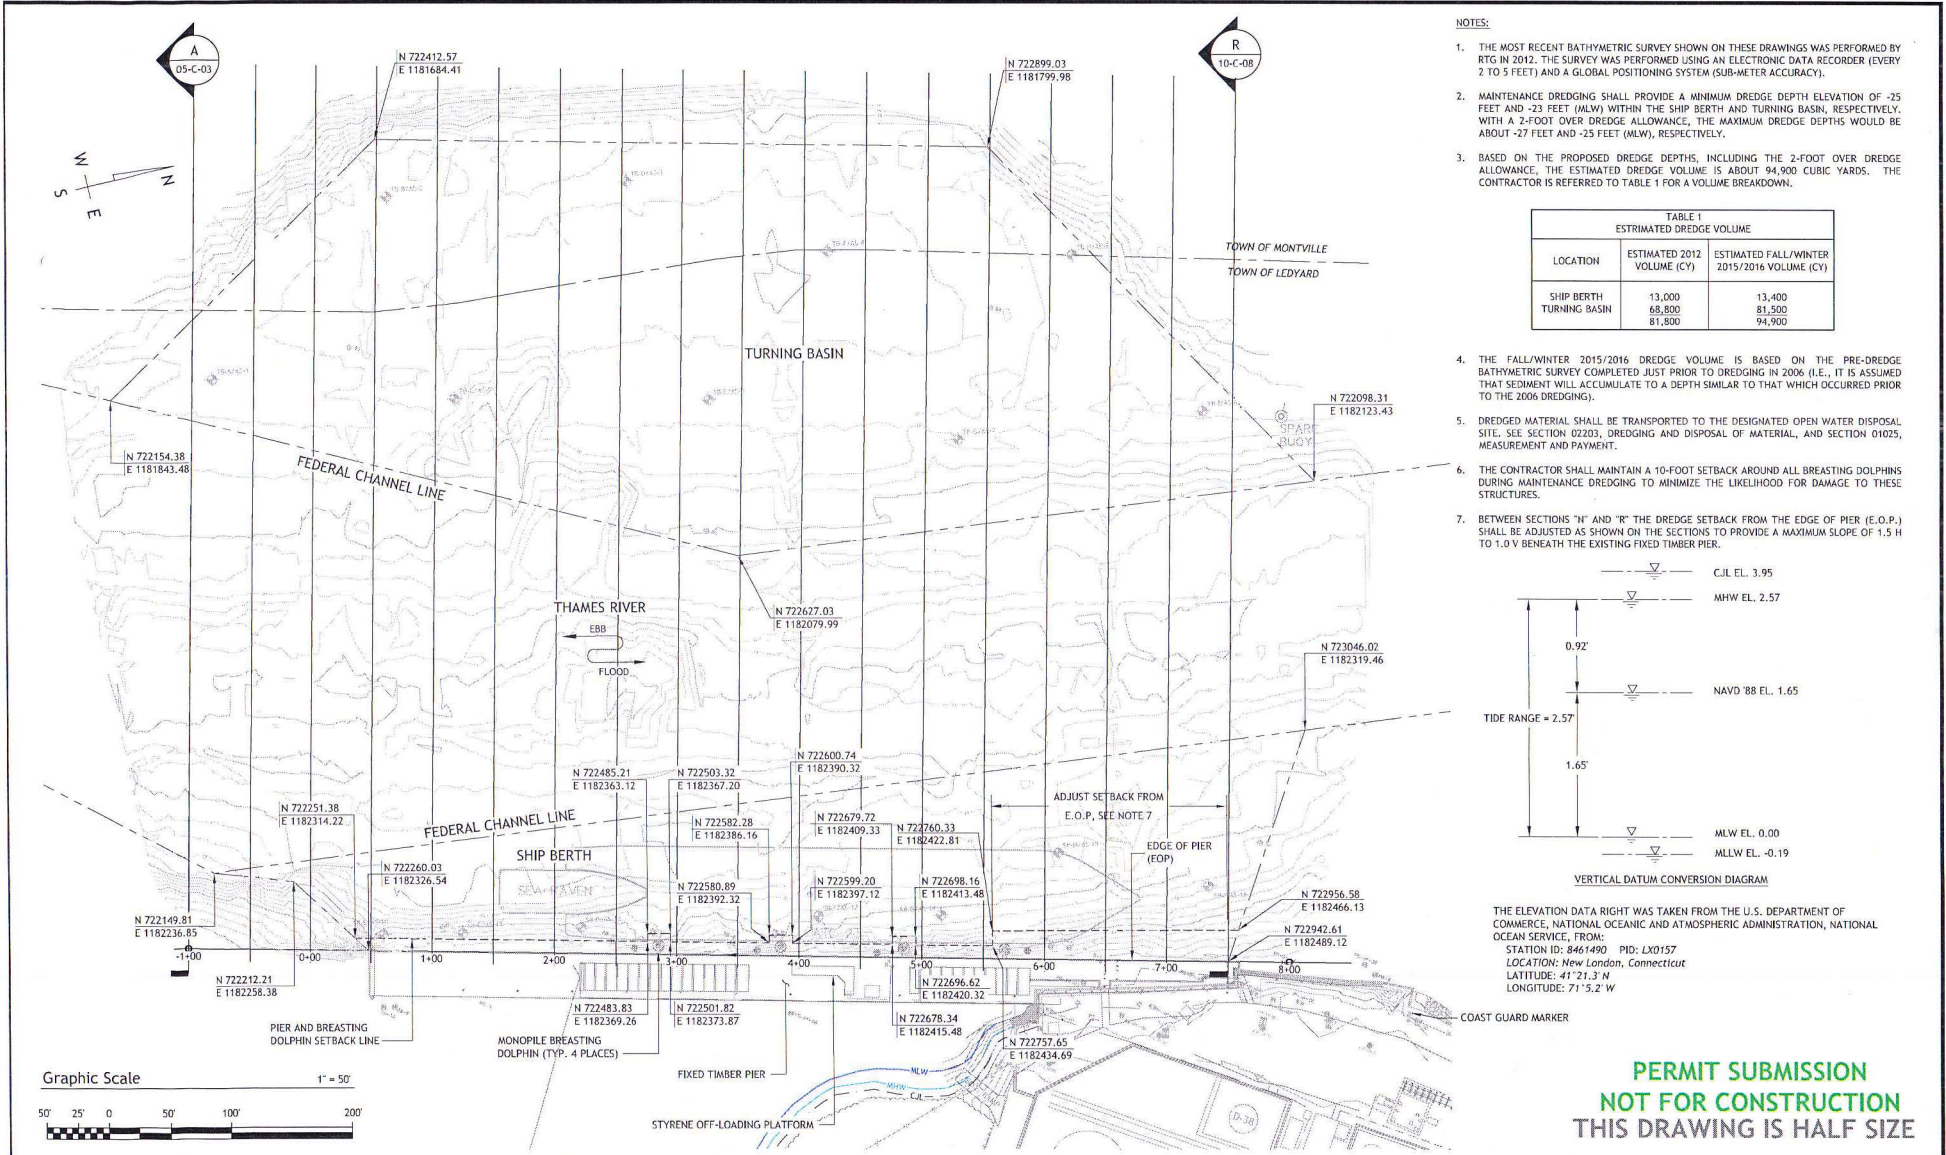 A
05-C-03
R
10-C-08
N 722412.57
E 1181684.41
N 722899.03
E 1181799.98
W
N
S
E
TOWN OF MONTVILLE
TOWN OF LEDYARD
TURNING BASIN
N 722098.31
E 1182123.43
SPAR
BUOY
N 722154.38
E 1181843.48
FEDERAL CHANNEL LINE
THAMES RIVER
EBB
FLOOD
N 722627.03
E 1182079.99
N 723046.02
E 1182319.46
N 722600.74
E 1182390.32
N 722485.21
E 1182363.12
N 722503.32
E 1182367.20
ADJUST SETBACK FROM
E.O.P, SEE NOTE 7
N 722251.38
E 1182314.22
FEDERAL CHANNEL LINE
N 722582.28
E 1182386.16
N 722679.72
E 1182409.33
N 722760.33
E 1182422.81
EDGE OF PIER
(EOP)
SHIP BERTH
N 722260.03
E 1182326.54
N 722580.89
E 1182392.32
N 722599.20
E 1182397.12
N 722698.16
E 1182413.48
N 722956.58
E 1182466.13
N 722149.81
E 1182236.85
N 722942.61
E 1182489.12
-1+00
0+00
1+00
2+00
3+00
4+00
5+00
6+00
7+00
8+00
N 722212.21
E 1182258.38
N 722696.62
E 1182420.32
N 722483.83
E 1182369.26
N 722501.82
E 1182373.87
N 722678.34
E 1182415.48
N 722757.65
E 1182434.69
PIER AND BREASTING
DOLPHIN SETBACK LINE
MONOPILE BREASTING
DOLPHIN (TYP. 4 PLACES)
FIXED TIMBER PIER
STYRENE OFF-LOADING PLATFORM
MLW
MHW
CJL
D-38
COAST GUARD MARKER
Graphic Scale
1" = 50'
50' 25' 0 50' 100' 200'
NOTES:
1. THE MOST RECENT BATHYMETRIC SURVEY SHOWN ON THESE DRAWINGS WAS PERFORMED BY
RTG IN 2012. THE SURVEY WAS PERFORMED USING AN ELECTRONIC DATA RECORDER (EVERY
2 TO 5 FEET) AND A GLOBAL POSITIONING SYSTEM (SUB-METER ACCURACY).
2. MAINTENANCE DREDGING SHALL PROVIDE A MINIMUM DREDGE DEPTH ELEVATION OF -25
FEET AND -23 FEET (MLW) WITHIN THE SHIP BERTH AND TURNING BASIN, RESPECTIVELY.
WITH A 2-FOOT OVER DREDGE ALLOWANCE, THE MAXIMUM DREDGE DEPTHS WOULD BE
ABOUT -27 FEET AND -25 FEET (MLW), RESPECTIVELY.
3. BASED ON THE PROPOSED DREDGE DEPTHS, INCLUDING THE 2-FOOT OVER DREDGE
ALLOWANCE, THE ESTIMATED DREDGE VOLUME IS ABOUT 94,900 CUBIC YARDS. THE
CONTRACTOR IS REFERRED TO TABLE 1 FOR A VOLUME BREAKDOWN.
TABLE 1
ESTRIMATED DREDGE VOLUME
LOCATION
ESTIMATED 2012
VOLUME (CY)
ESTIMATED FALL/WINTER
2015/2016 VOLUME (CY)
SHIP BERTH 13,000 13,400
TURNING BASIN 68,800 81,500
81,800 94,900
4. THE FALL/WINTER 2015/2016 DREDGE VOLUME IS BASED ON THE PRE-DREDGE
BATHYMETRIC SURVEY COMPLETED JUST PRIOR TO DREDGING IN 2006 (I.E., IT IS ASSUMED
THAT SEDIMENT WILL ACCUMULATE TO A DEPTH SIMILAR TO THAT WHICH OCCURRED PRIOR
TO THE 2006 DREDGING).
5. DREDGED MATERIAL SHALL BE TRANSPORTED TO THE DESIGNATED OPEN WATER DISPOSAL
SITE. SEE SECTION 02203, DREDGING AND DISPOSAL OF MATERIAL, AND SECTION 01025,
MEASUREMENT AND PAYMENT.
6. THE CONTRACTOR SHALL MAINTAIN A 10-FOOT SETBACK AROUND ALL BREASTING DOLPHINS
DURING MAINTENANCE DREDGING TO MINIMIZE THE LIKELIHOOD FOR DAMAGE TO THESE
STRUCTURES.
7. BETWEEN SECTIONS "N" AND "R" THE DREDGE SETBACK FROM THE EDGE OF PIER (E.O.P.)
SHALL BE ADJUSTED AS SHOWN ON THE SECTIONS TO PROVIDE A MAXIMUM SLOPE OF 1.5 H
TO 1.0 V BENEATH THE EXISTING FIXED TIMBER PIER.
CJL EL. 3.95
MHW EL. 2.57
0.92'
NAVD '88 EL. 1.65
TIDE RANGE = 2.57'
1.65'
MLW EL. 0.00
MLLW EL. -0.19
VERTICAL DATUM CONVERSION DIAGRAM
THE ELEVATION DATA RIGHT WAS TAKEN FROM THE U.S. DEPARTMENT OF
COMMERCE, NATIONAL OCEANIC AND ATMOSPHERIC ADMINISTRATION, NATIONAL
OCEAN SERVICE, FROM:
STATION ID: 8461490 PID: LX0157
LOCATION: New London, Connecticut
LATITUDE: 41°21.3' N
LONGITUDE: 71°5.2' W
PERMIT SUBMISSION
NOT FOR CONSTRUCTION
THIS DRAWING IS HALF SIZE